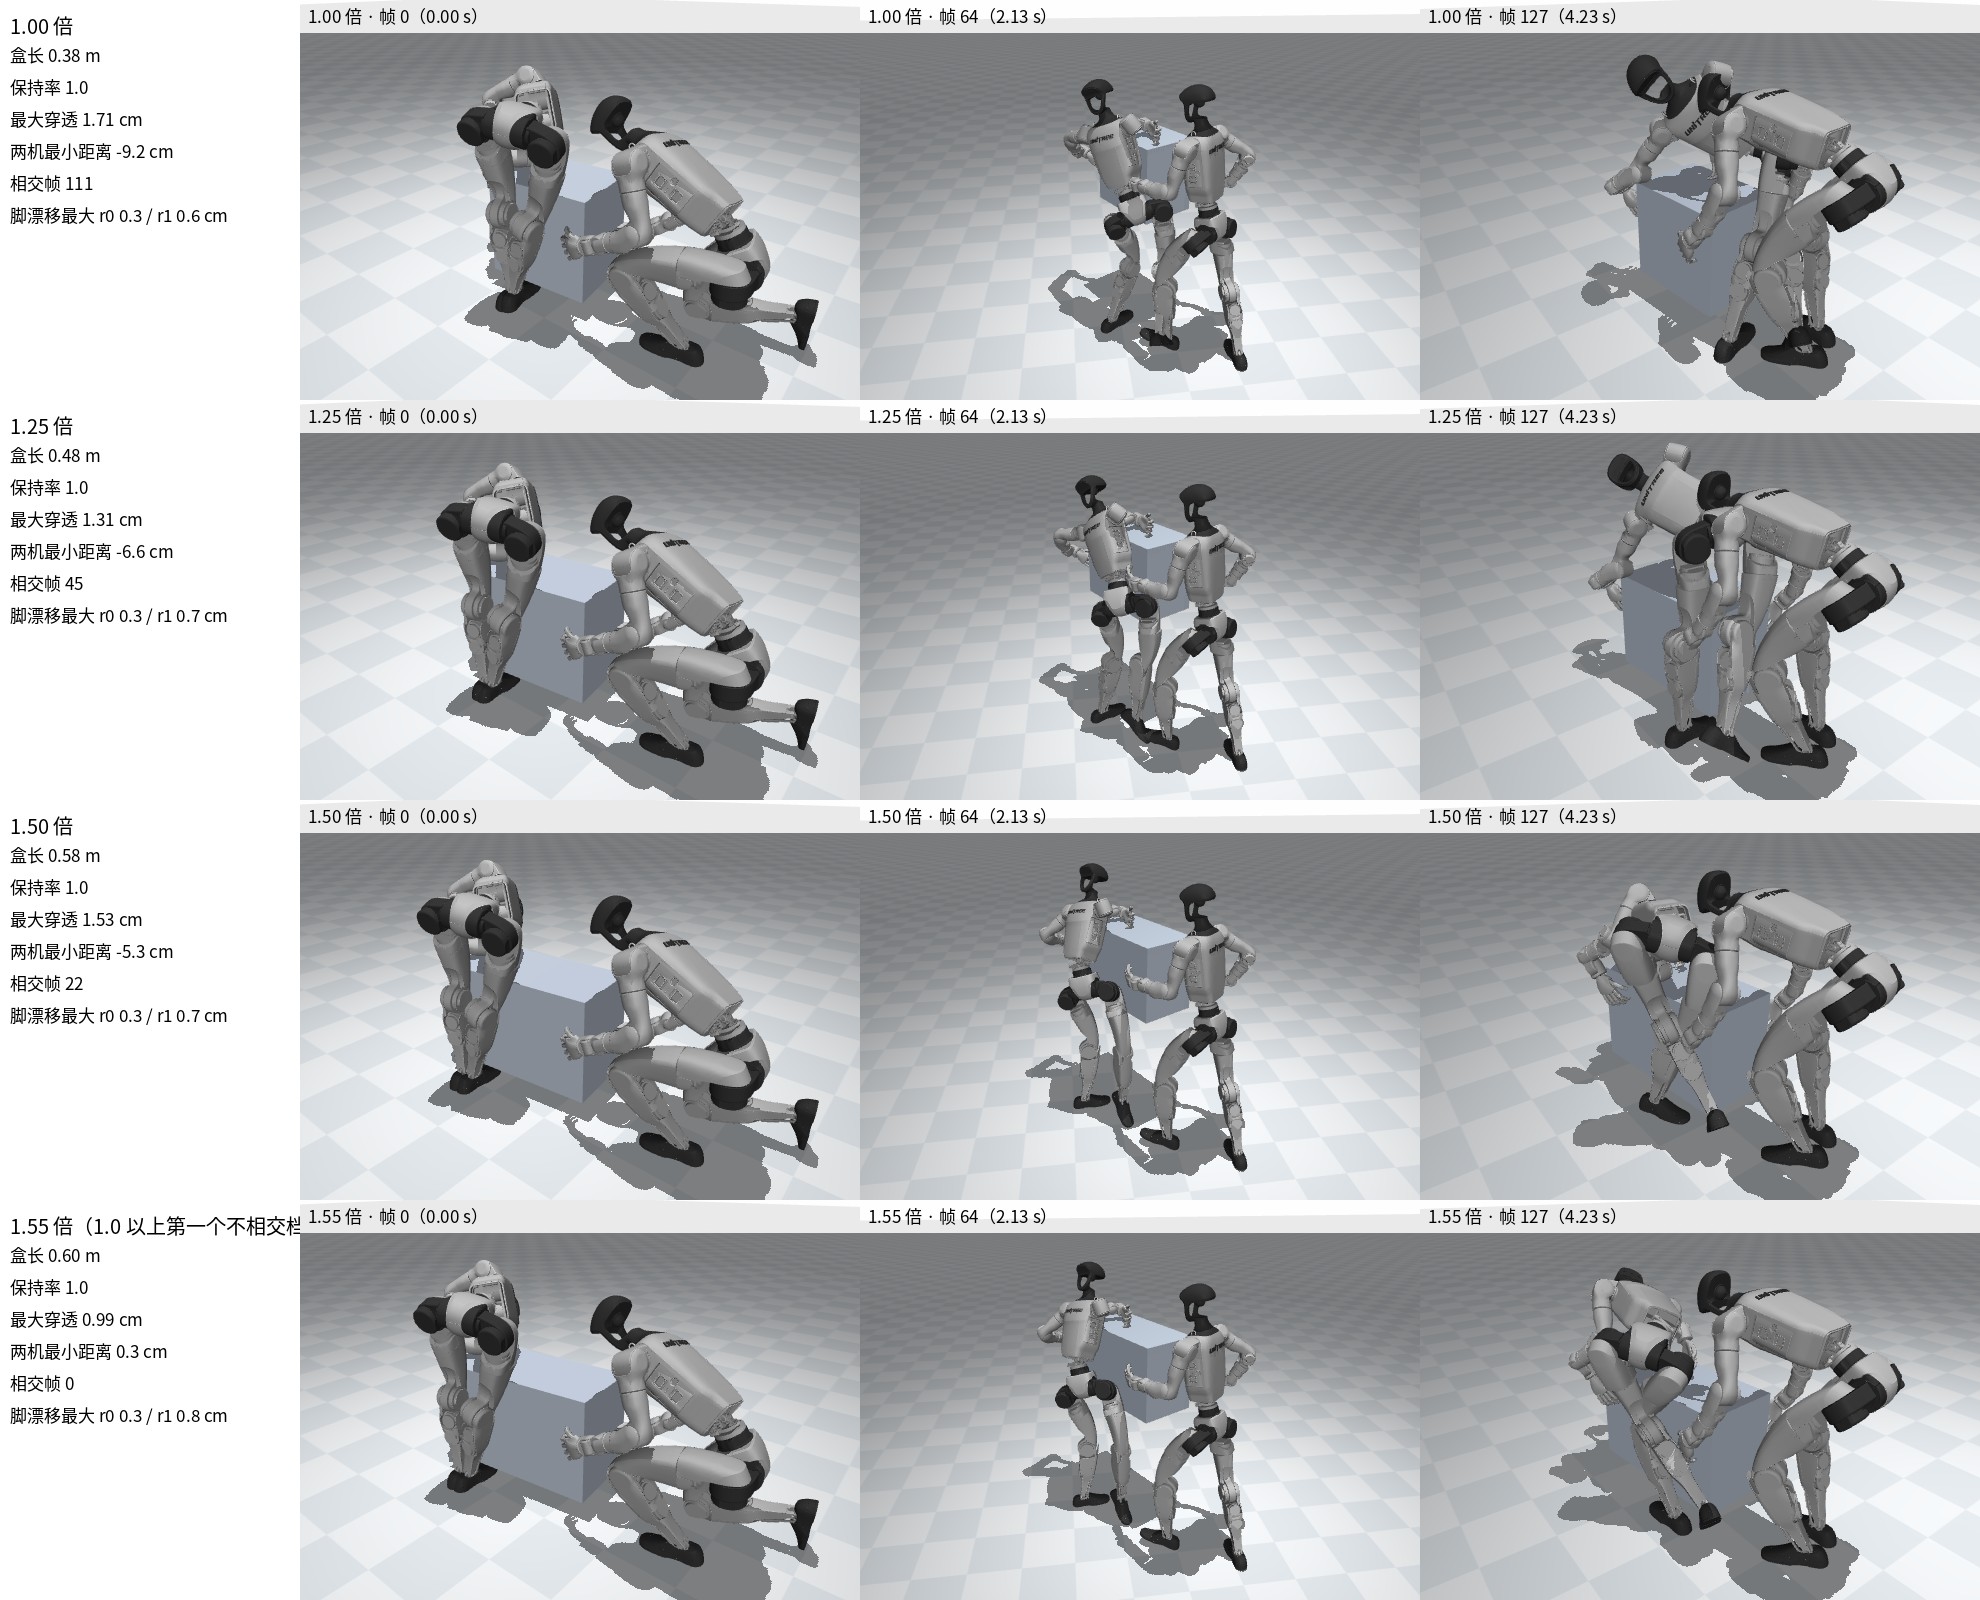 1.00 倍
盒长 0.38 m
保持率 1.0
最大穿透 1.71 cm
两机最小距离 -9.2 cm
相交帧 111
脚漂移最大 r0 0.3 / r1 0.6 cm
1.00 倍 · 帧 0（0.00 s）
1.00 倍 · 帧 64（2.13 s）
1.00 倍 · 帧 127（4.23 s）
1.25 倍
盒长 0.48 m
保持率 1.0
最大穿透 1.31 cm
两机最小距离 -6.6 cm
相交帧 45
脚漂移最大 r0 0.3 / r1 0.7 cm
1.25 倍 · 帧 0（0.00 s）
1.25 倍 · 帧 64（2.13 s）
1.25 倍 · 帧 127（4.23 s）
1.50 倍
盒长 0.58 m
保持率 1.0
最大穿透 1.53 cm
两机最小距离 -5.3 cm
相交帧 22
脚漂移最大 r0 0.3 / r1 0.7 cm
1.50 倍 · 帧 0（0.00 s）
1.50 倍 · 帧 64（2.13 s）
1.50 倍 · 帧 127（4.23 s）
1.55 倍（1.0 以上第一个不相交档
盒长 0.60 m
保持率 1.0
最大穿透 0.99 cm
两机最小距离 0.3 cm
相交帧 0
脚漂移最大 r0 0.3 / r1 0.8 cm
1.55 倍 · 帧 0（0.00 s）
1.55 倍 · 帧 64（2.13 s）
1.55 倍 · 帧 127（4.23 s）